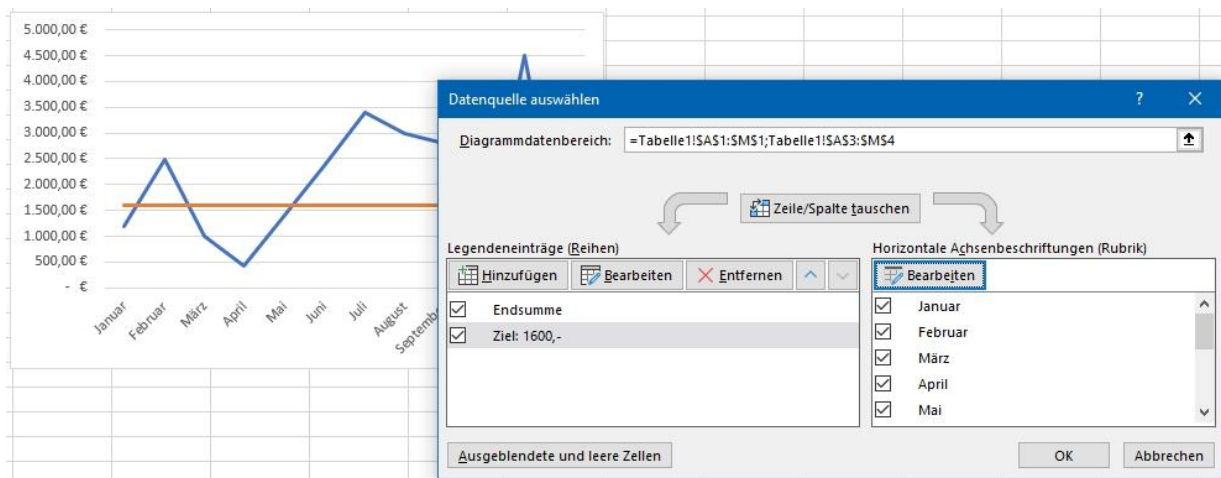 5.000,00 €
4.500,00 €
4.000,00 €
3.500,00 €
3.000,00 €
2.500,00 €
2.000,00 €
1.500,00 €
1.000,00 €
500,00 €
- €
Januar
Februar
März
April
Mai
Juni
Juli
August
Septemb
Datenquelle auswählen ? ×
Diagrammdatenbereich: =Tabelle1!$A$1:$M$1;Tabelle1!$A$3:$M$4
Zeile/Spalte tauschen
Legendeneinträge (Reihen)
Hinzufügen Bearbeiten Entfernen
Endsumme
Ziel: 1600,-
Horizontale Achsenbeschriftungen (Rubrik)
Bearbeiten
Januar
Februar
März
April
Mai
Ausgeblendete und leere Zellen
OK Abbrechen